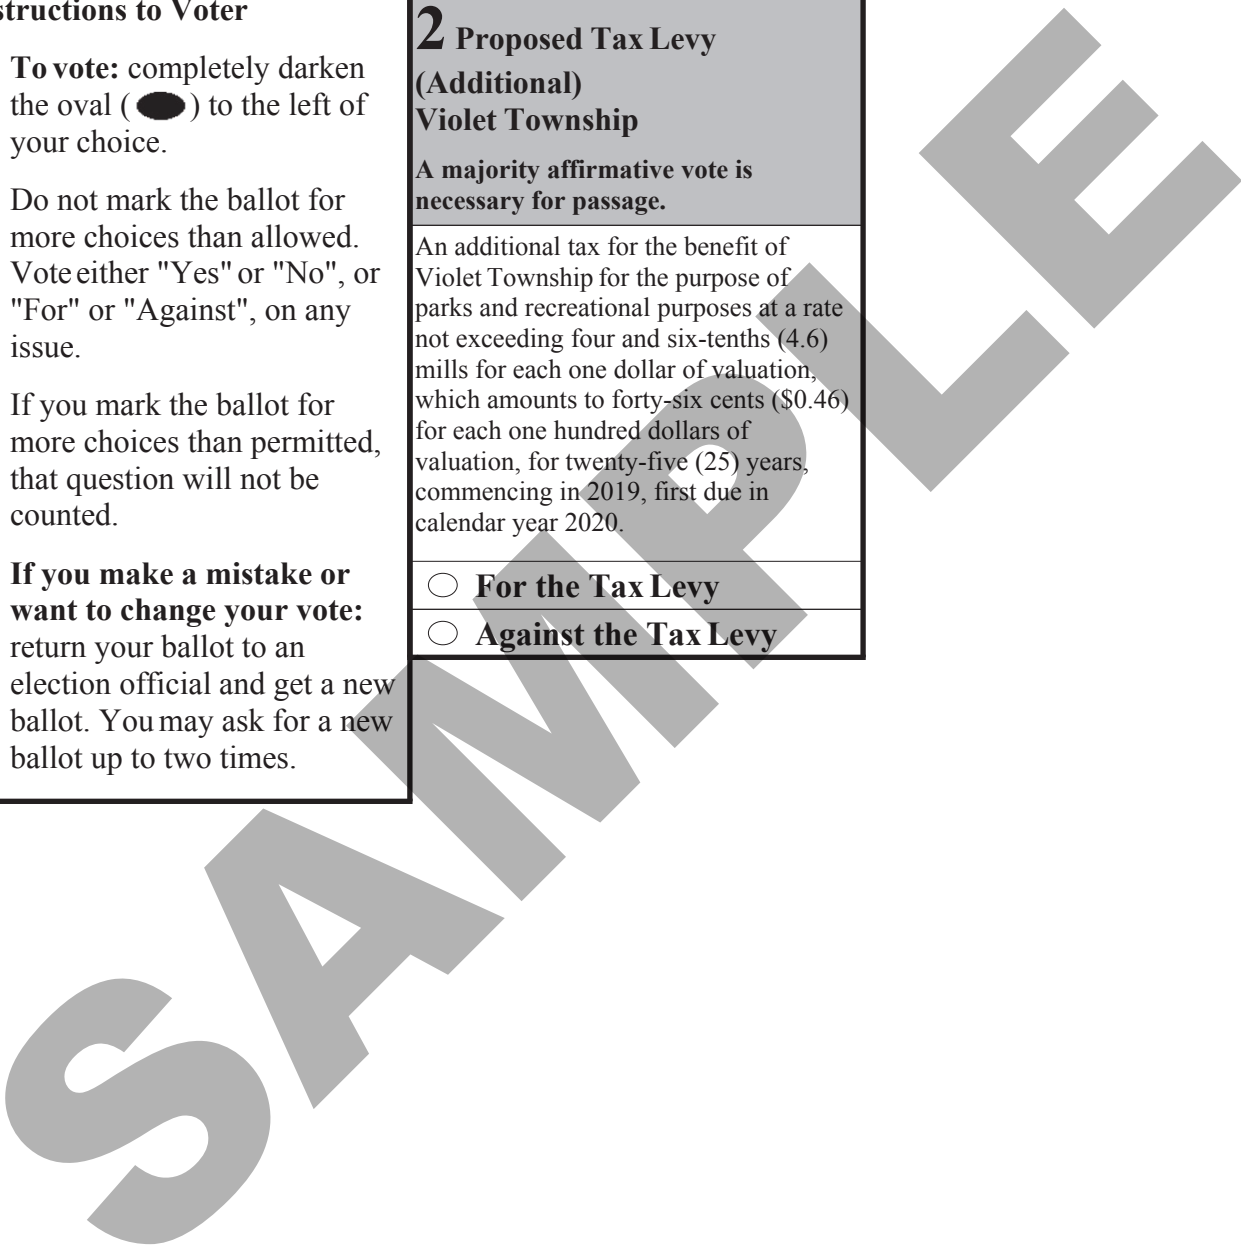 structions to Voter
To vote: completely darken
the oval ( ) to the left of
your choice.
Do not mark the ballot for
more choices than allowed.
Vote either "Yes" or "No", or
"For" or "Against", on any
issue.
If you mark the ballot for
more choices than permitted,
that question will not be
counted.
If you make a mistake or
want to change your vote:
return your ballot to an
election official and get a new
ballot. You may ask for a new
ballot up to two times.
2 Proposed Tax Levy
(Additional)
Violet Township
A majority affirmative vote is
necessary for passage.
An additional tax for the benefit of
Violet Township for the purpose of
parks and recreational purposes at a rate
not exceeding four and six-tenths (4.6)
mills for each one dollar of valuation,
which amounts to forty-six cents ($0.46)
for each one hundred dollars of
valuation, for twenty-five (25) years,
commencing in 2019, first due in
calendar year 2020.
For the Tax Levy
Against the Tax Levy
SAMPLE